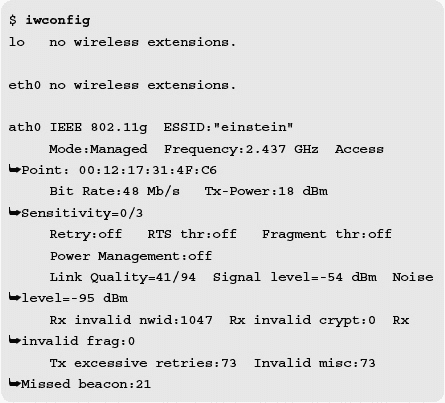 $ iwconfig
lo   no wireless extensions.
eth0 no wireless extensions.
ath0 IEEE 802.11g  ESSID:"einstein"
     Mode:Managed  Frequency:2.437 GHz  Access
➥Point: 00:12:17:31:4F:C6
     Bit Rate:48 Mb/s   Tx-Power:18 dBm
➥Sensitivity=0/3
     Retry:off   RTS thr:off   Fragment thr:off
     Power Management:off
     Link Quality=41/94  Signal level=-54 dBm  Noise
➥level=-95 dBm
     Rx invalid nwid:1047  Rx invalid crypt:0  Rx
➥invalid frag:0
     Tx excessive retries:73  Invalid misc:73
➥Missed beacon:21